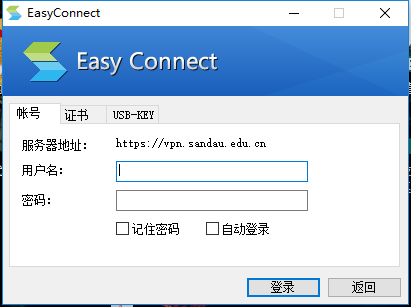 EasyConnect
Easy Connect
帐号 证书 USB-KEY
服务器地址： https://vpn.sandau.edu.cn
用户名：
密码：
记住密码 自动登录
登录 返回